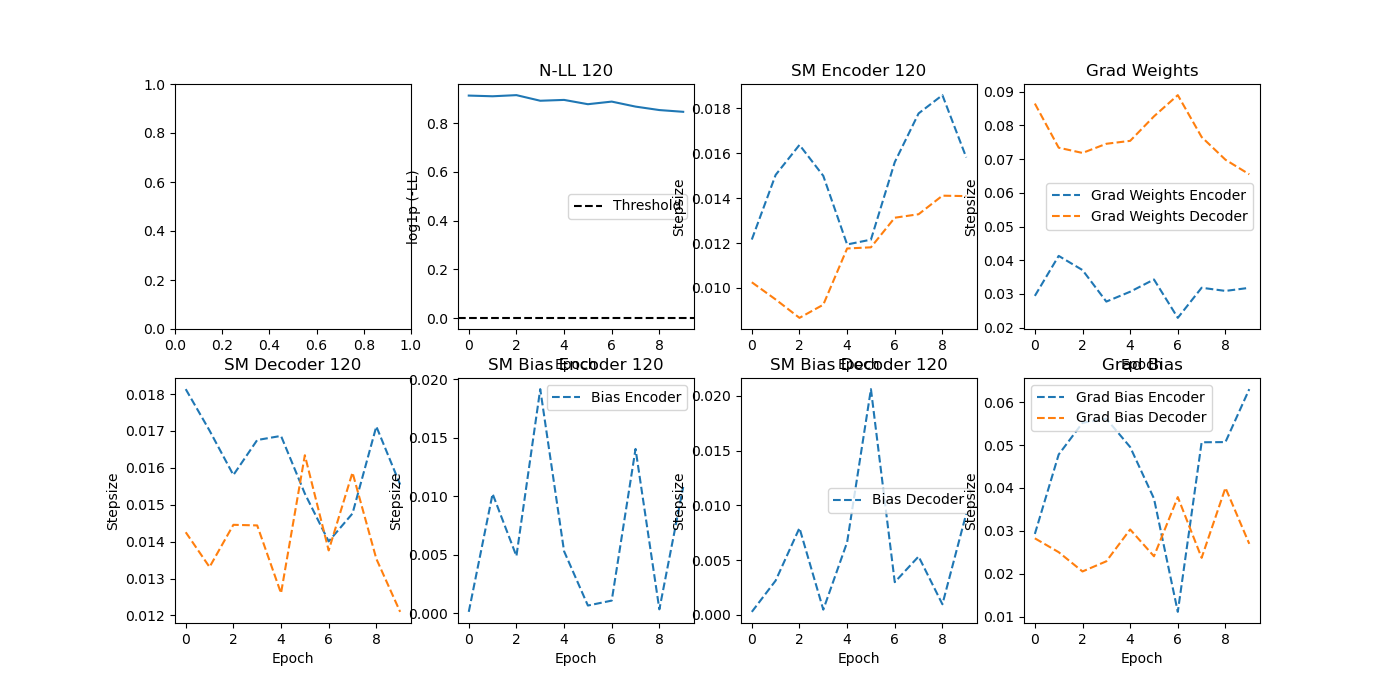 N-LL 120
SM Encoder 120
Grad Weights
1.0
0.8
0.6
0.4
0.2
0.0
0.0 0.2 0.4 0.6 0.8 1.0
log1p (-LL)
0.8
0.6
0.4
0.2
0.0
Threshold
0 2 4 6 8
Epoch
Stepsize
0.018
0.016
0.014
0.012
0.010
0 2 4 6 8
Epoch
Stepsize
0.09
0.08
0.07
0.06
0.05
0.04
0.03
0.02
Grad Weights Encoder
Grad Weights Decoder
0 2 4 6 8
Epoch
SM Decoder 120
SM Bias Encoder 120
SM Bias Decoder 120
Grad Bias
Stepsize
0.018
0.017
0.016
0.015
0.014
0.013
0.012
0 2 4 6 8
Epoch
Stepsize
0.020
0.015
0.010
0.005
0.000
Bias Encoder
0 2 4 6 8
Epoch
Stepsize
0.020
0.015
0.010
0.005
0.000
Bias Decoder
0 2 4 6 8
Epoch
Stepsize
0.06
0.05
0.04
0.03
0.02
0.01
Grad Bias Encoder
Grad Bias Decoder
0 2 4 6 8
Epoch